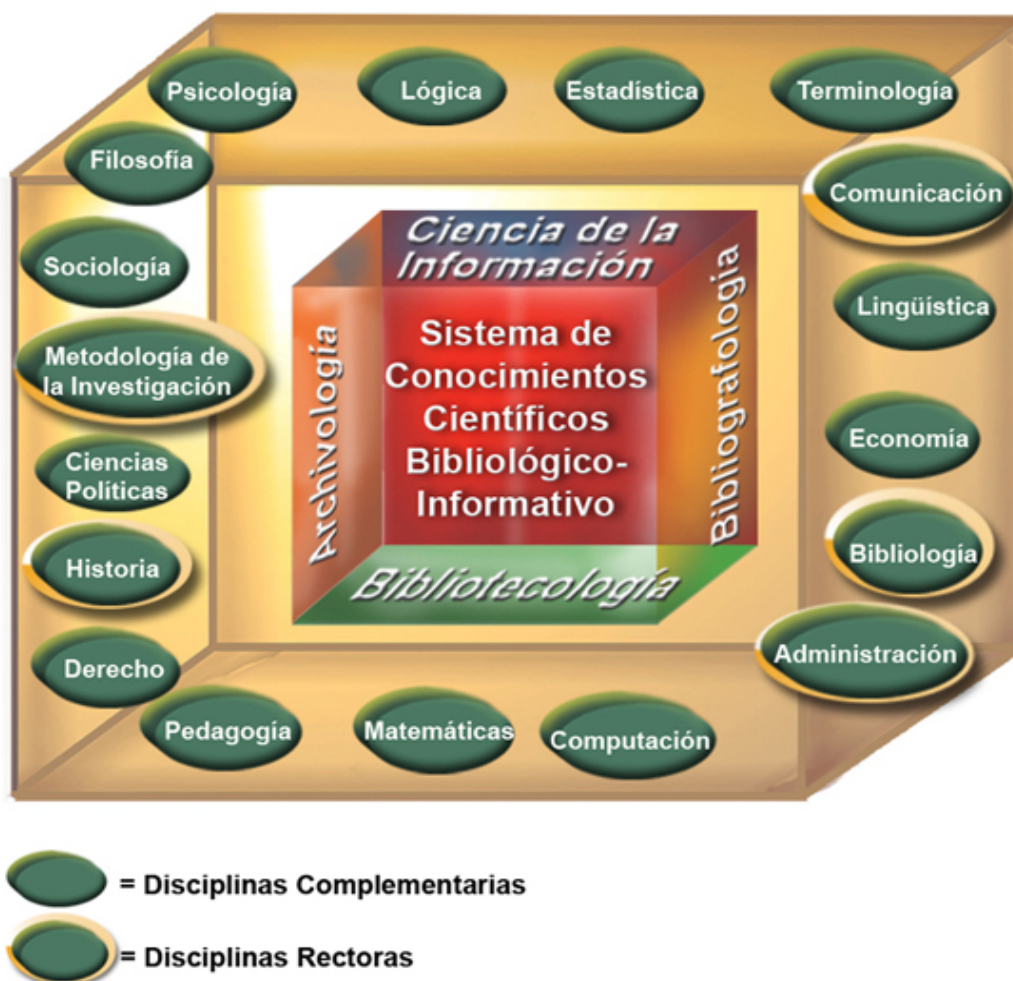 Psicología
Lógica
Estadística
Terminología
Filosofía
Comunicación
Sociología
Lingüística
Metodología de
la Investigación
Economía
Ciencias
Políticas
Historia
Bibliología
Derecho
Administración
Pedagogía
Matemáticas
Computación
Ciencia de la
Información
Archivología
Sistema de
Conocimientos
Científicos
Bibliológico-
Informativo
Bibliografologia
Bibliotecología
= Disciplinas Complementarias
= Disciplinas Rectoras